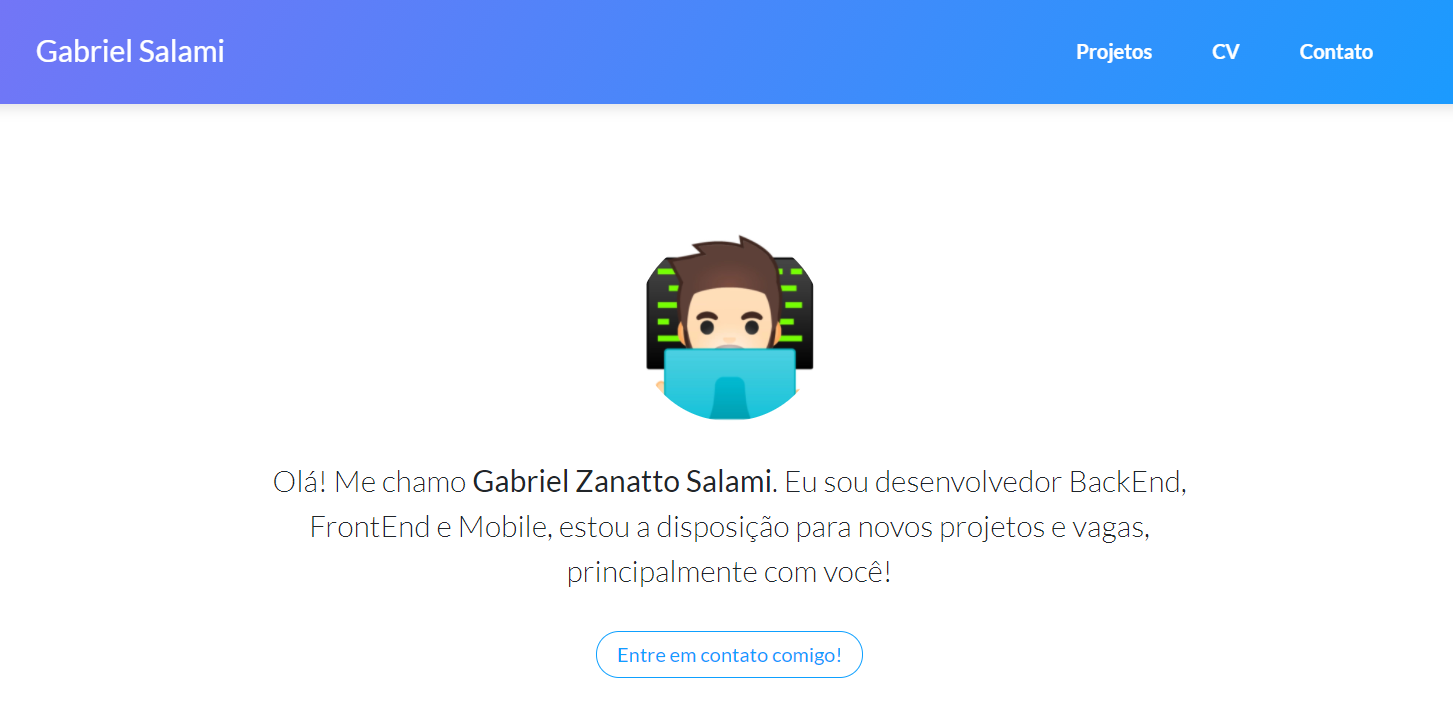 Gabriel Salami
Projetos
CV
Contato
Olá! Me chamo Gabriel Zanatto Salami. Eu sou desenvolvedor BackEnd,
FrontEnd e Mobile, estou a disposição para novos projetos e vagas,
principalmente com você!
Entre em contato comigo!